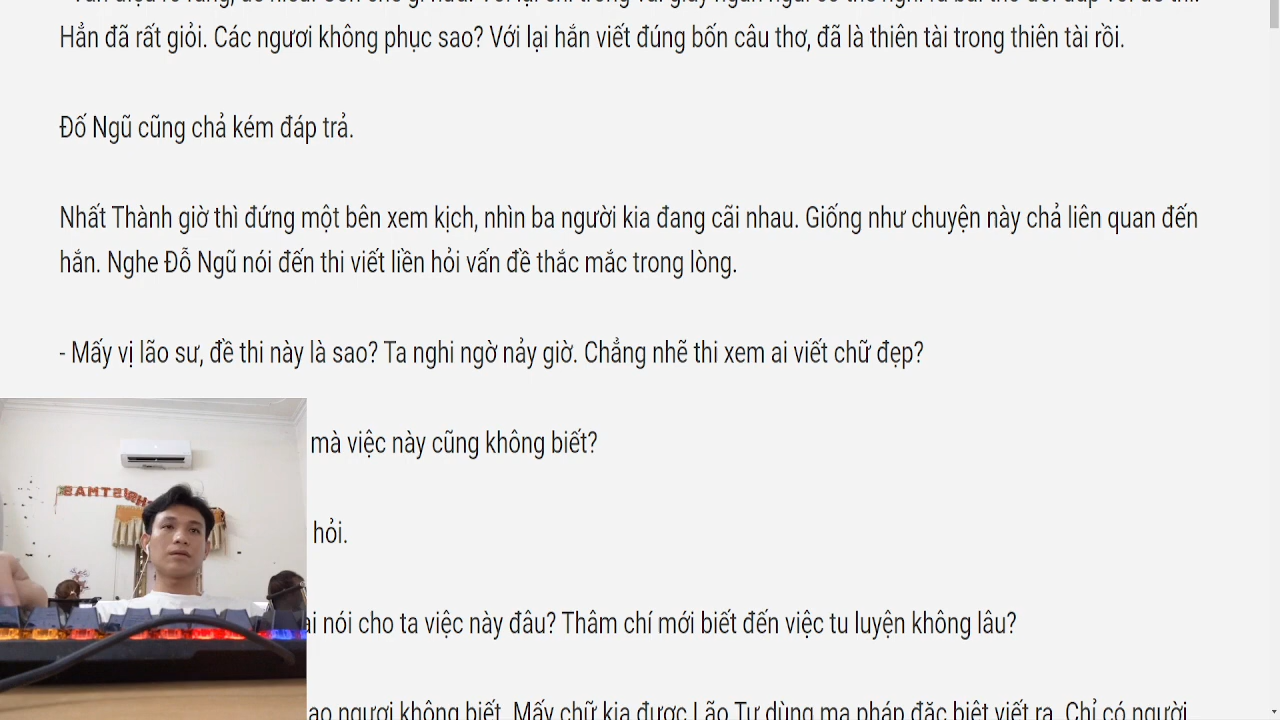 Hắn đã rất giỏi. Các ngươi không phục sao? Với lại hắn viết đúng bốn câu thơ, đã là thiên tài trong thiên tài rồi.
Đố Ngũ cũng chả kém đáp trả.
Nhất Thành giờ thì đứng một bên xem kịch, nhìn ba người kia đang cãi nhau. Giống như chuyện này chả liên quan đến
hắn. Nghe Đỗ Ngũ nói đến thi viết liền hỏi vấn đề thắc mắc trong lòng.
- Mấy vị lão sư, đề thi này là sao? Ta nghi ngờ nảy giờ. Chẳng nhẽ thi xem ai viết chữ đẹp?
mà việc này cũng không biết?
hỏi.
nói cho ta việc này đâu? Thâm chí mới biết đến việc tu luyện không lâu?
ngươi không biết. Mấy chữ kia được Lão Tư dùng ma pháp đặc biệt viết ra. Chỉ có người